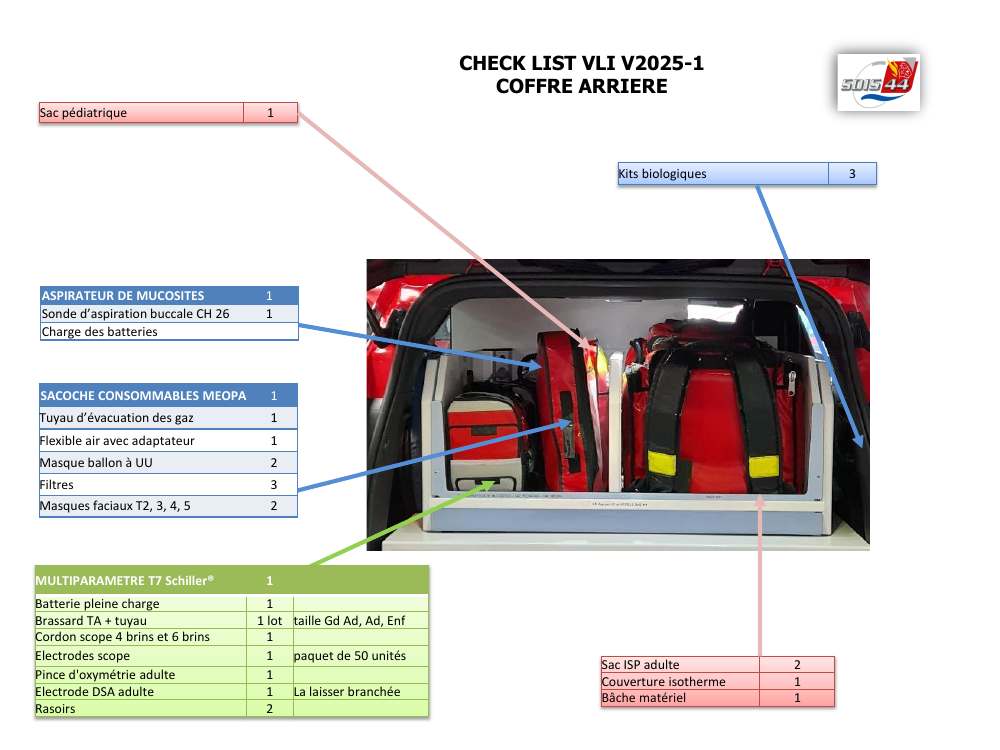 CHECK LIST VLI V2025-1
COFFRE ARRIERE
SDIS 44
Sac pédiatrique 1
Kits biologiques 3
ASPIRATEUR DE MUCOSITES 1
Sonde d’aspiration buccale CH 26 1
Charge des batteries
SACOCHE CONSOMMABLES MEOPA 1
Tuyau d’évacuation des gaz 1
Flexible air avec adaptateur 1
Masque ballon à UU 2
Filtres 3
Masques faciaux T2, 3, 4, 5 2
MULTIPARAMETRE T7 Schiller® 1
Batterie pleine charge 1
Brassard TA + tuyau 1 lot taille Gd Ad, Ad, Enf
Cordon scope 4 brins et 6 brins 1
Electrodes scope 1 paquet de 50 unités
Pince d'oxymétrie adulte 1
Electrode DSA adulte 1 La laisser branchée
Rasoirs 2
Sac ISP adulte 2
Couverture isotherme 1
Bâche matériel 1